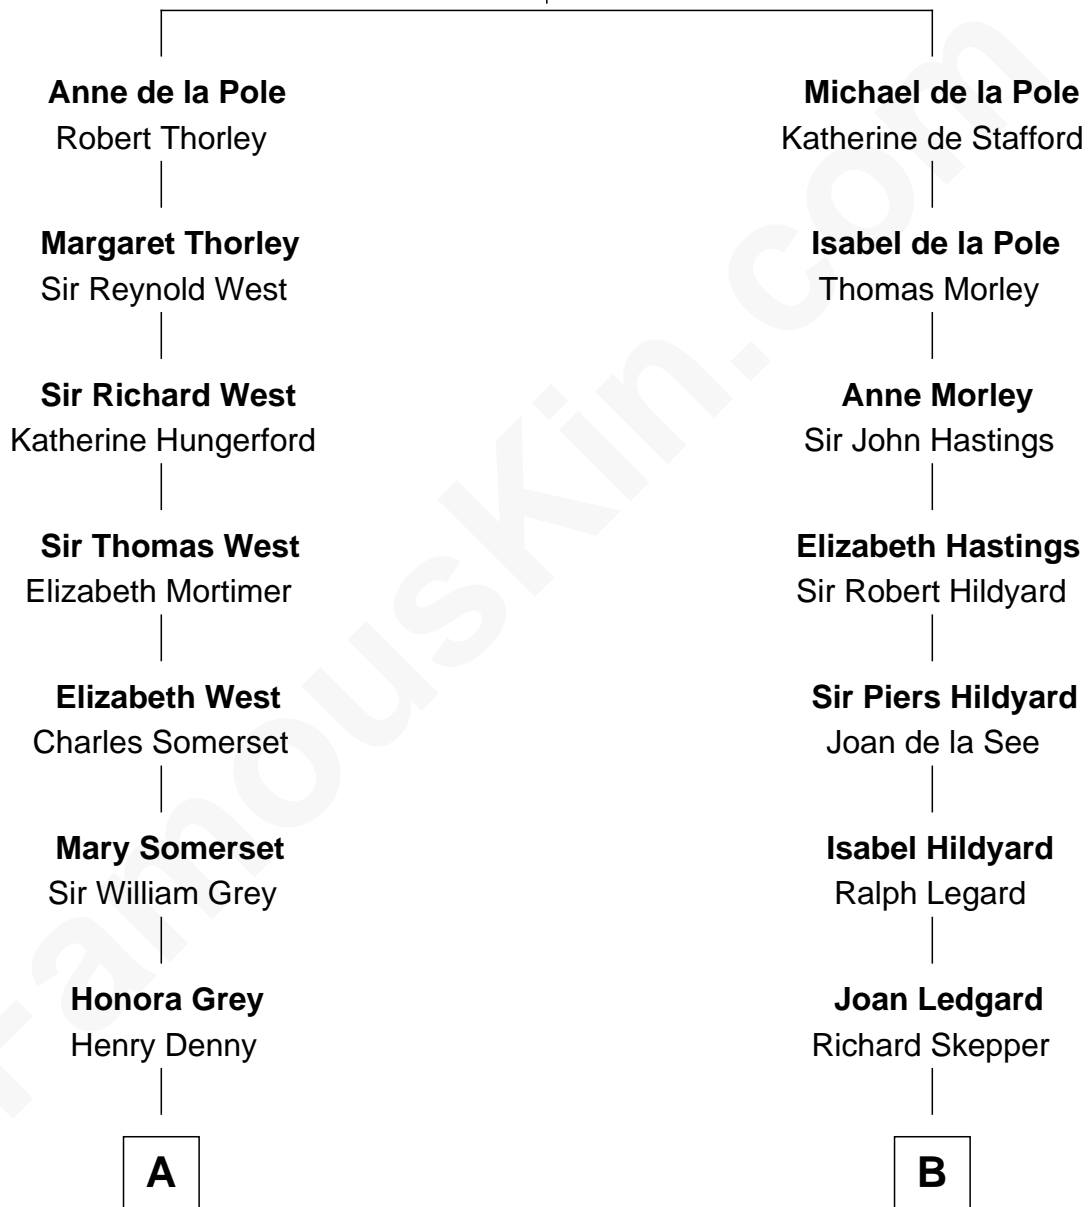 Anne de la Pole
Robert Thorley
Margaret Thorley
Sir Reynold West
Sir Richard West
Katherine Hungerford
Sir Thomas West
Elizabeth Mortimer
Elizabeth West
Charles Somerset
Mary Somerset
Sir William Grey
Honora Grey
Henry Denny
A
Michael de la Pole
Katherine de Stafford
Isabel de la Pole
Thomas Morley
Anne Morley
Sir John Hastings
Elizabeth Hastings
Sir Robert Hildyard
Sir Piers Hildyard
Joan de la See
Isabel Hildyard
Ralph Legard
Joan Ledgard
Richard Skepper
B
FamousKin.com